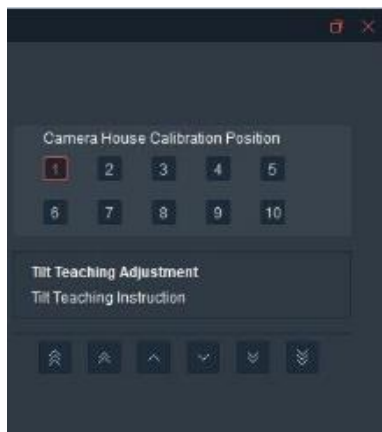 Camera House Calibration Position
1 2 3 4 5
6 7 8 9 10
Tilt Teaching Adjustment
Tilt Teaching Instruction